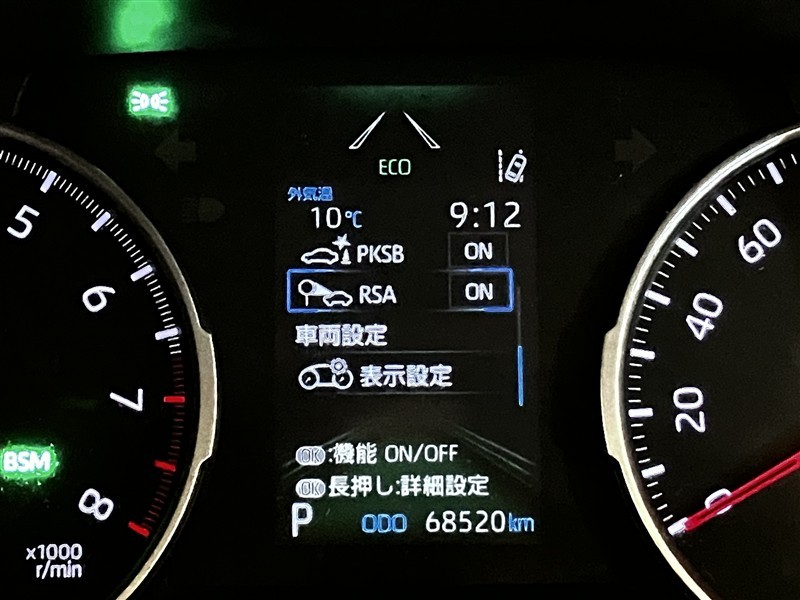 ECO
外気温
10℃ 9:12
PKSB ON
RSA ON
車両設定
表示設定
OK:機能 ON/OFF
OK長押し:詳細設定
P ODO 68520km
5
6
7
8
x1000
r/min
BSM
60
40
20
0